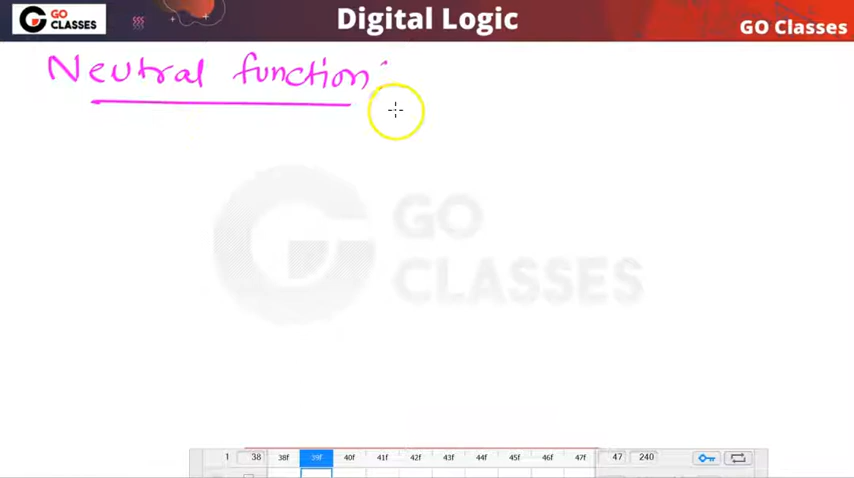 GO
CLASSES
Digital Logic
GO Classes
Neutral function:
GO
CLASSES
1 38 38f 39f 40f 41f 42f 43f 44f 45f 46f 47f 47 240